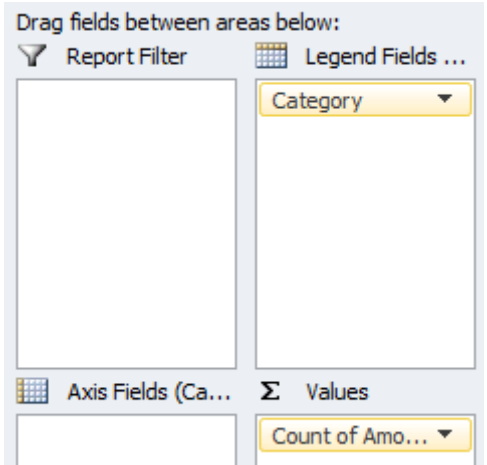 Drag fields between areas below:
Report Filter
Legend Fields ...
Category
Axis Fields (Ca...
Σ Values
Count of Amo...